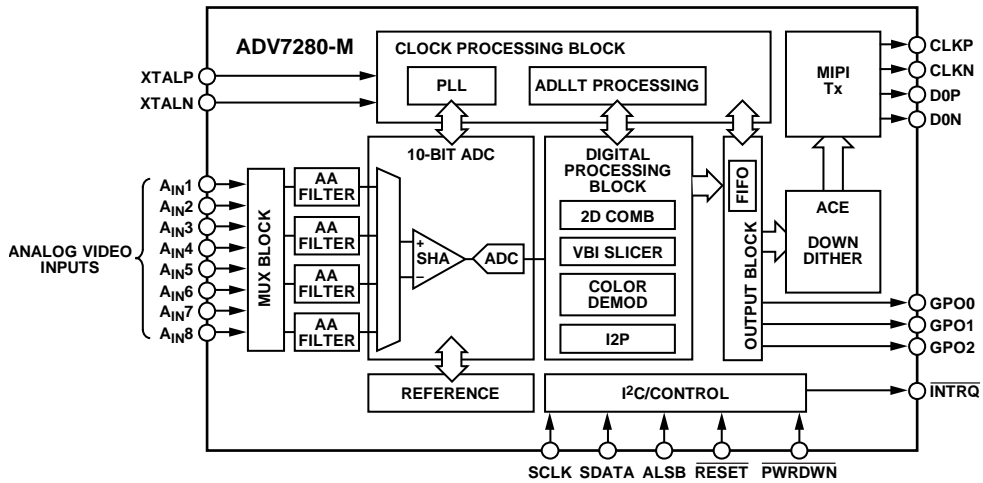 ADV7280-M
CLOCK PROCESSING BLOCK
PLL
ADLLT PROCESSING
XTALP
XTALN
MIPI
Tx
CLKP
CLKN
D0P
D0N
10-BIT ADC
DIGITAL
PROCESSING
BLOCK
2D COMB
VBI SLICER
COLOR
DEMOD
I2P
FIFO
OUTPUT BLOCK
ACE
DOWN
DITHER
ANALOG VIDEO
INPUTS
AIN1
AIN2
AIN3
AIN4
AIN5
AIN6
AIN7
AIN8
MUX BLOCK
AA
FILTER
AA
FILTER
AA
FILTER
AA
FILTER
+
SHA
−
ADC
REFERENCE
I2C/CONTROL
GPO0
GPO1
GPO2
INTRQ
SCLK SDATA ALSB RESET PWRDWN